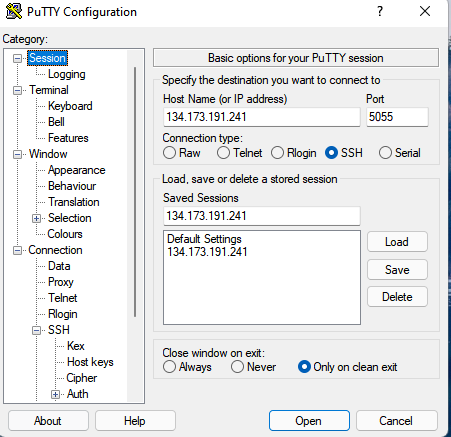 PuTTY Configuration
?
Category:
Session
Logging
Terminal
Keyboard
Bell
Features
Window
Appearance
Behaviour
Translation
Selection
Colours
Connection
Data
Proxy
Telnet
Rlogin
SSH
Kex
Host keys
Cipher
Auth
Basic options for your PuTTY session
Specify the destination you want to connect to
Host Name (or IP address) Port
134.173.191.241 5055
Connection type:
Raw Telnet Rlogin SSH Serial
Load, save or delete a stored session
Saved Sessions
134.173.191.241
Default Settings
134.173.191.241
Load
Save
Delete
Close window on exit:
Always Never Only on clean exit
About Help Open Cancel